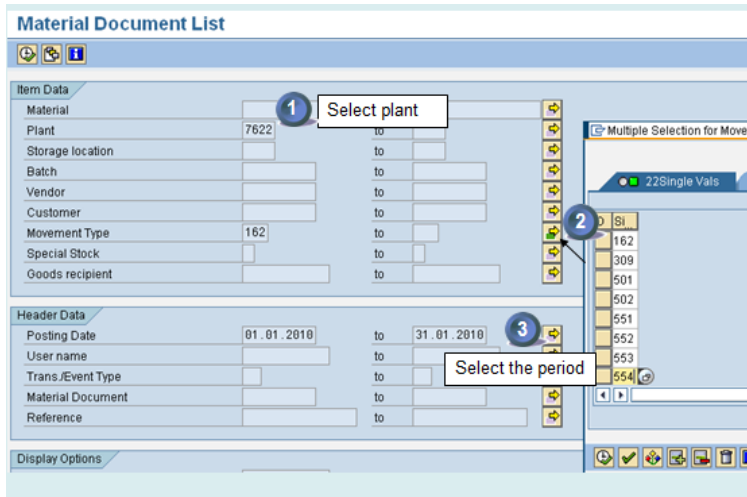 Material Document List
Item Data
Material
1 Select plant
Plant 7622 to
Storage location to
Batch to
Vendor to
Customer to
Movement Type 162 to
Special Stock to
Goods recipient to
Multiple Selection for Move
22Single Vals
2
Si...
162
309
501
502
551
552
553
554
Header Data
Posting Date 01.01.2010 to 31.01.2010
3 Select the period
User name to
Trans./Event Type to
Material Document to
Reference to
Display Options